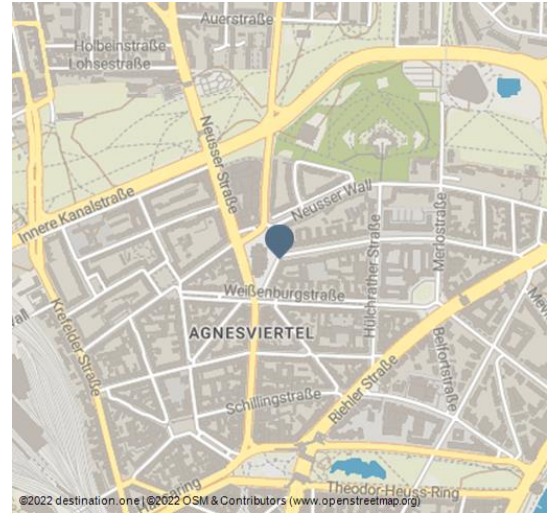 Auerstraße
Holbeinstraße
Lohsestraße
Neusser Straße
Neusser Wall
Innere Kanalstraße
Hülchrather Straße
Merlostraße
Weißenburgstraße
Krefelder Straße
AGNESVIERTEL
Riehler Straße
Belfortstraße
Schillingstraße
Theodor-Heuss-Ring
©2022 destination.one | ©2022 OSM & Contributors (www.openstreetmap.org)